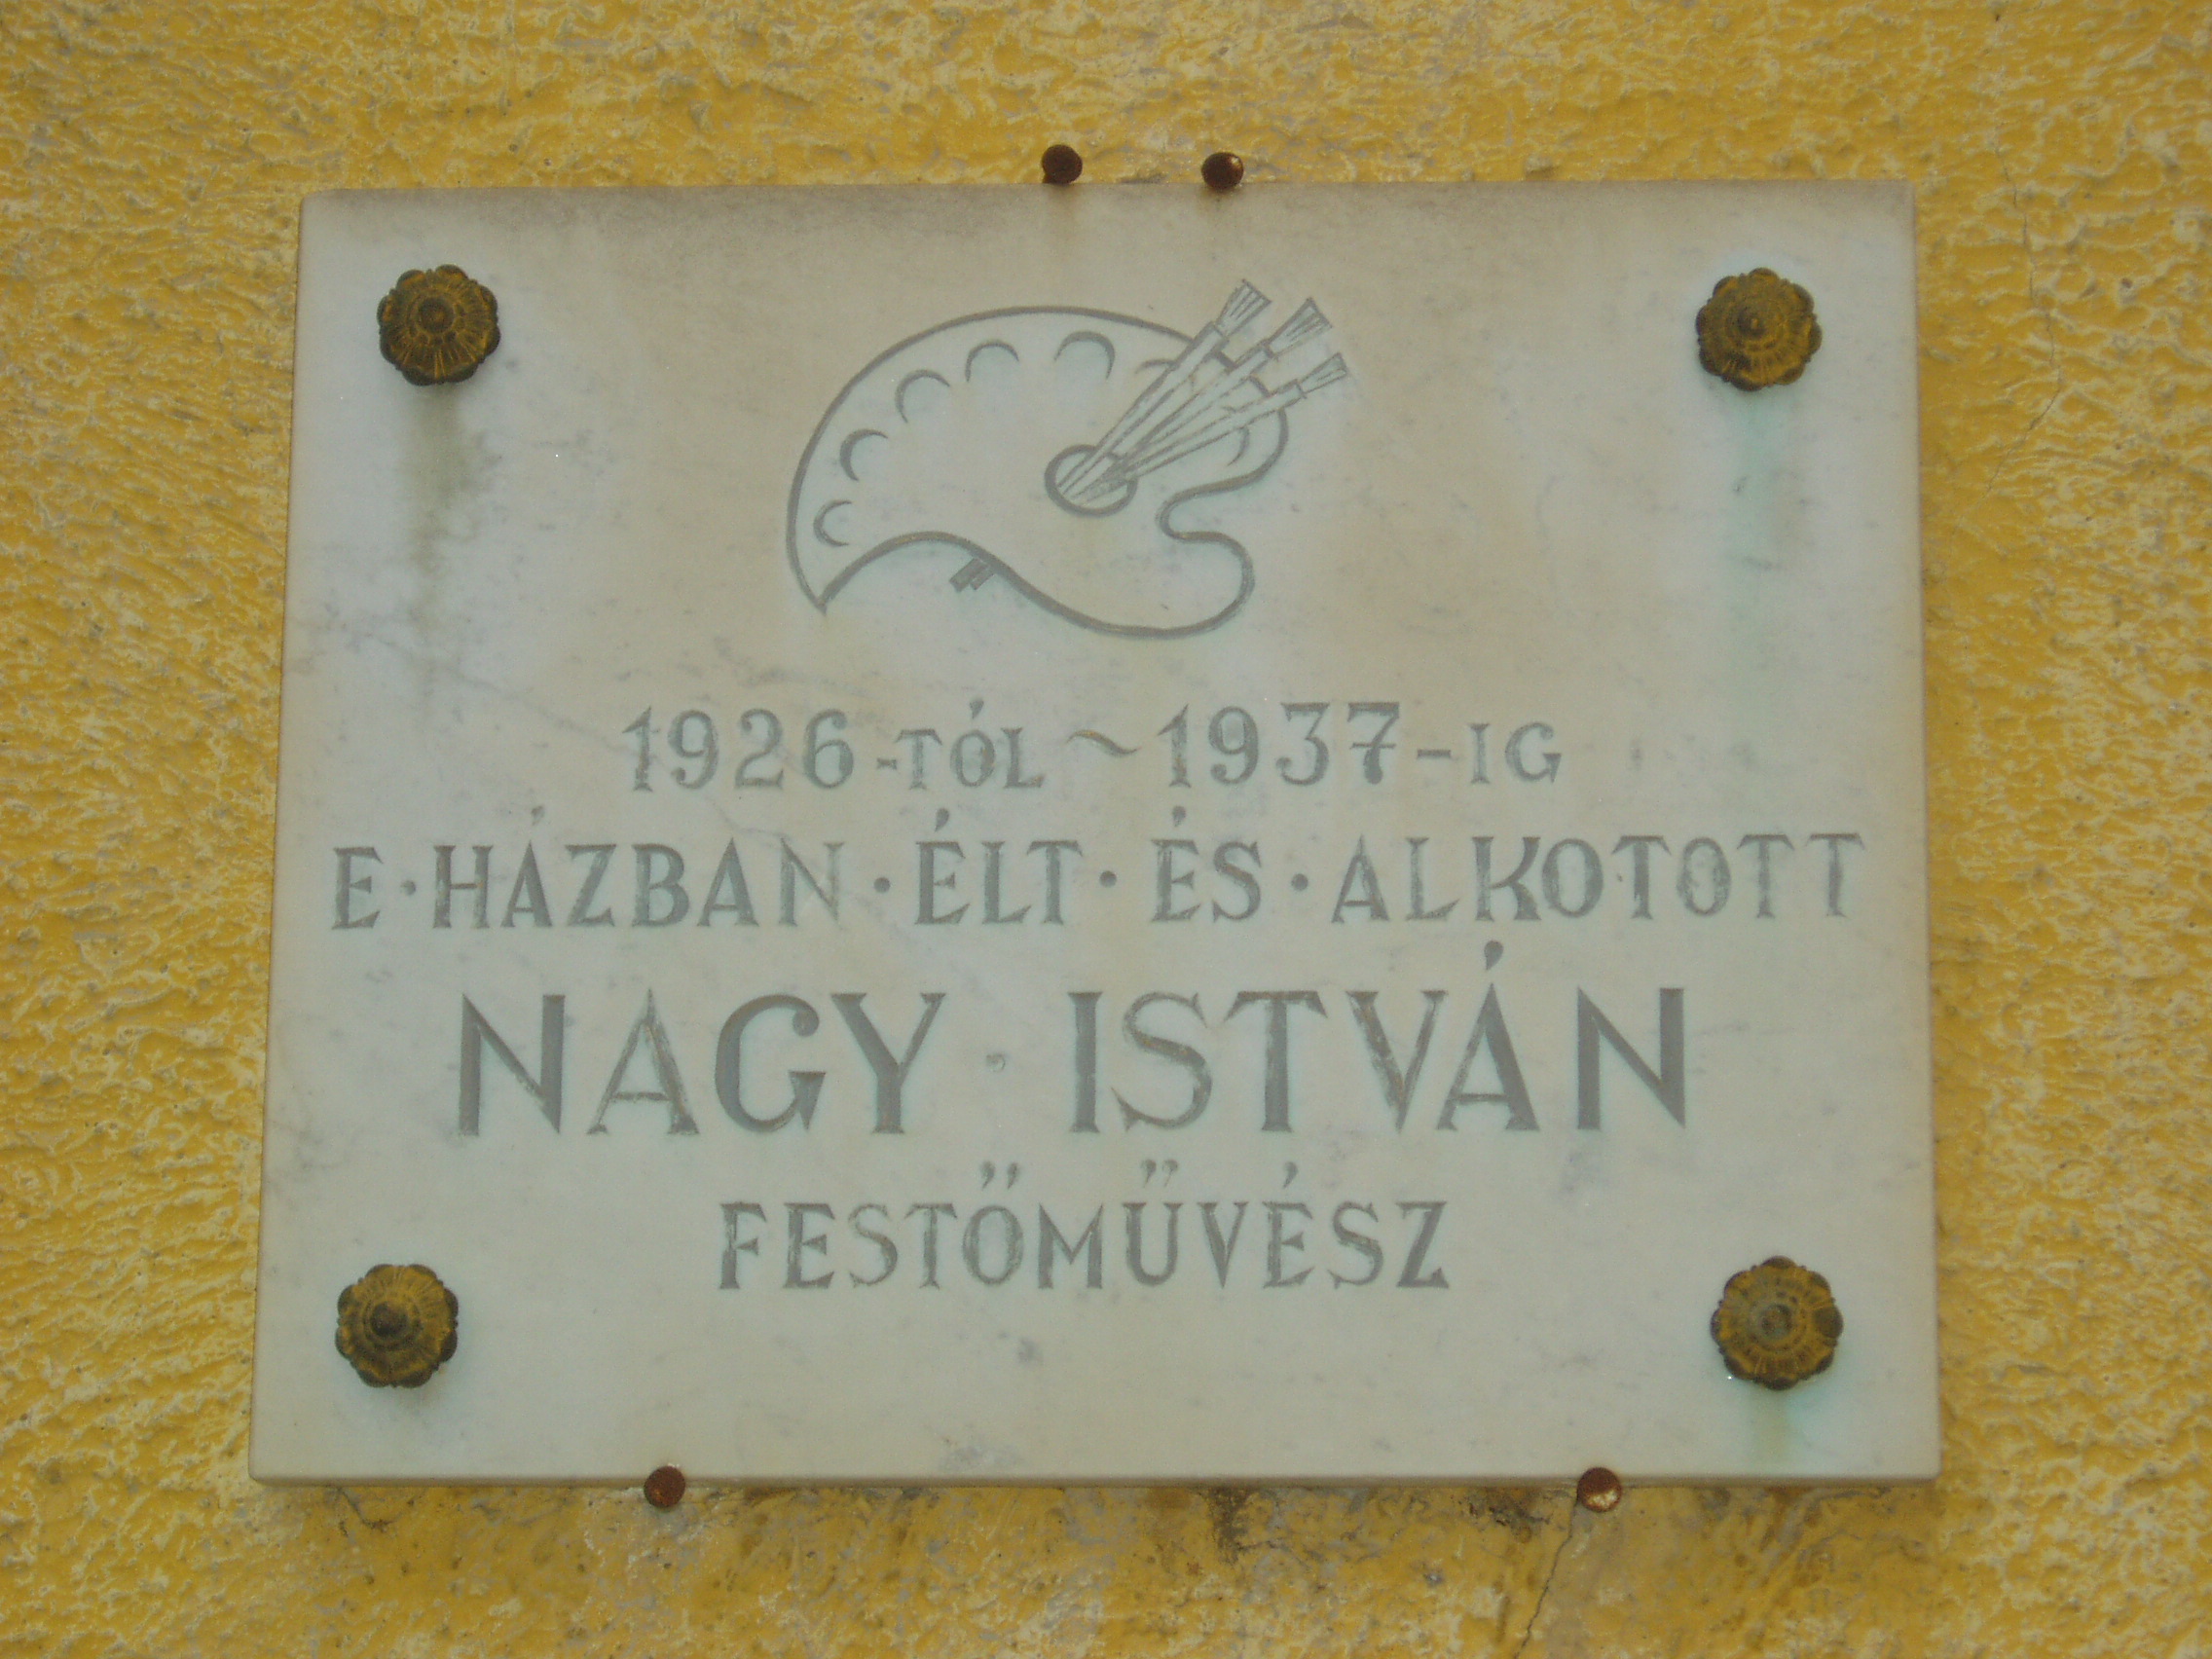 1926-TÓL ~ 1937-IG
E·HÁZBAN·ÉLT·ÉS·ALKOTOTT
NAGY·ISTVÁN
FESTŐMŰVÉSZ